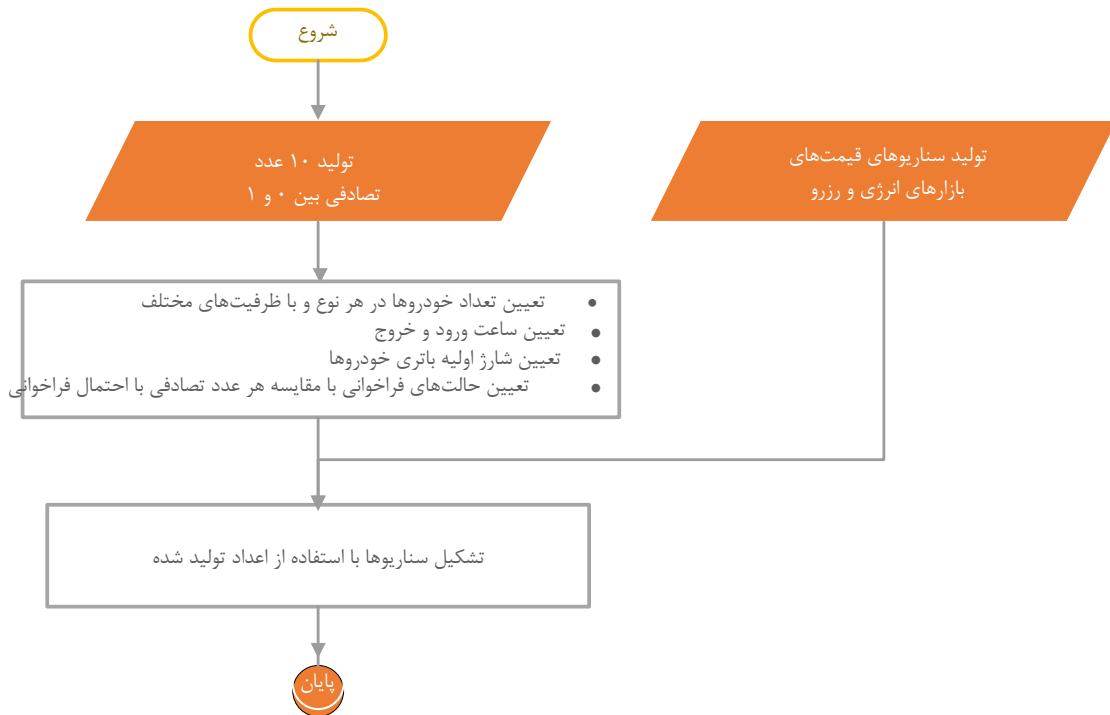 شروع
تولید ۱۰ عدد
تصادفی بین ۰ و ۱
تولید سناریوهای قیمت‌های
بازارهای انرژی و رزرو
• تعیین تعداد خودروها در هر نوع و با ظرفیت‌های مختلف
• تعیین ساعت ورود و خروج
• تعیین شارژ اولیه باتری خودروها
• تعیین حالت‌های فراخوانی با مقایسه هر عدد تصادفی با احتمال فراخوانی
تشکیل سناریوها با استفاده از اعداد تولید شده
پایان